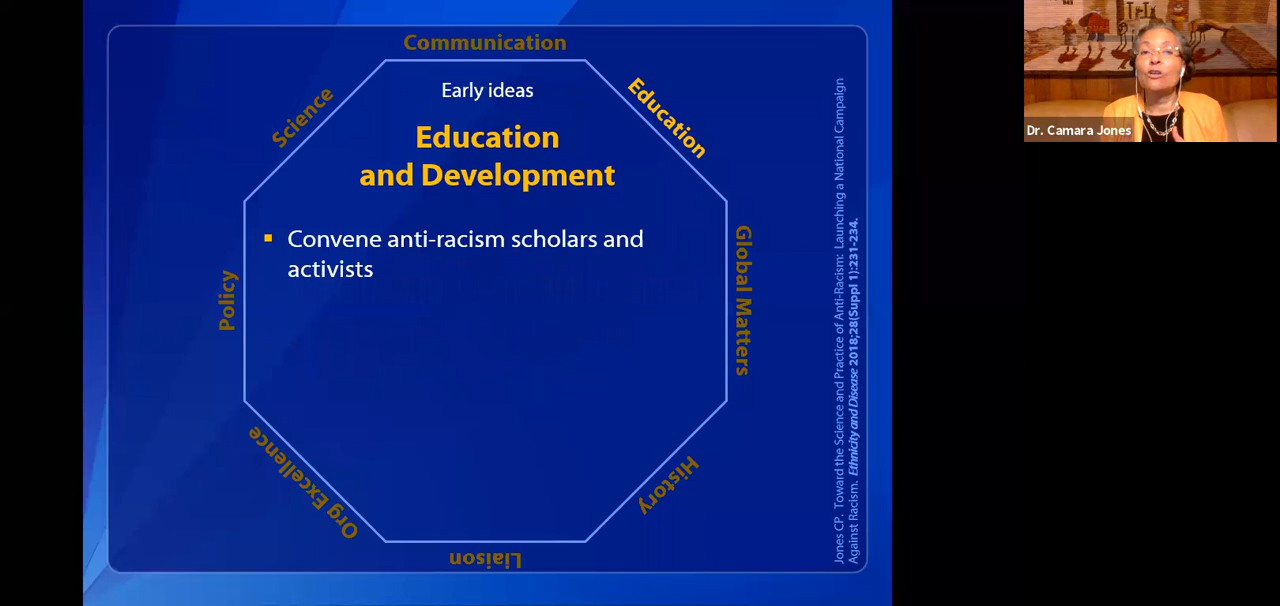 Communication
Science
Education
Early ideas
Education
and Development
Convene anti-racism scholars and
activists
Policy
Global Matters
Org Excellence
History
Liaison
Jones CP. Toward the Science and Practice of Anti-Racism: Launching a National Campaign
Against Racism. Ethnicity and Disease 2018;28(Suppl 1):231-234.
Dr. Camara Jones